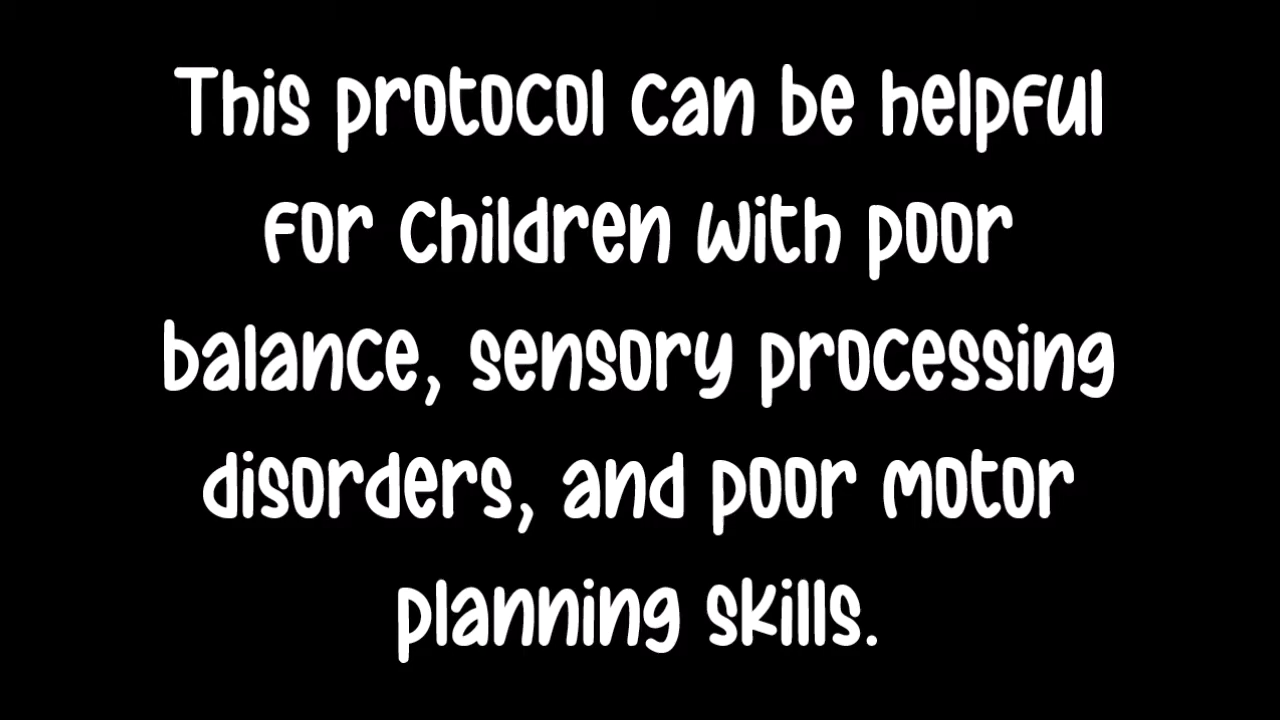 This protocol can be helpful
for children with poor
balance, sensory processing
disorders, and poor motor
planning skills.